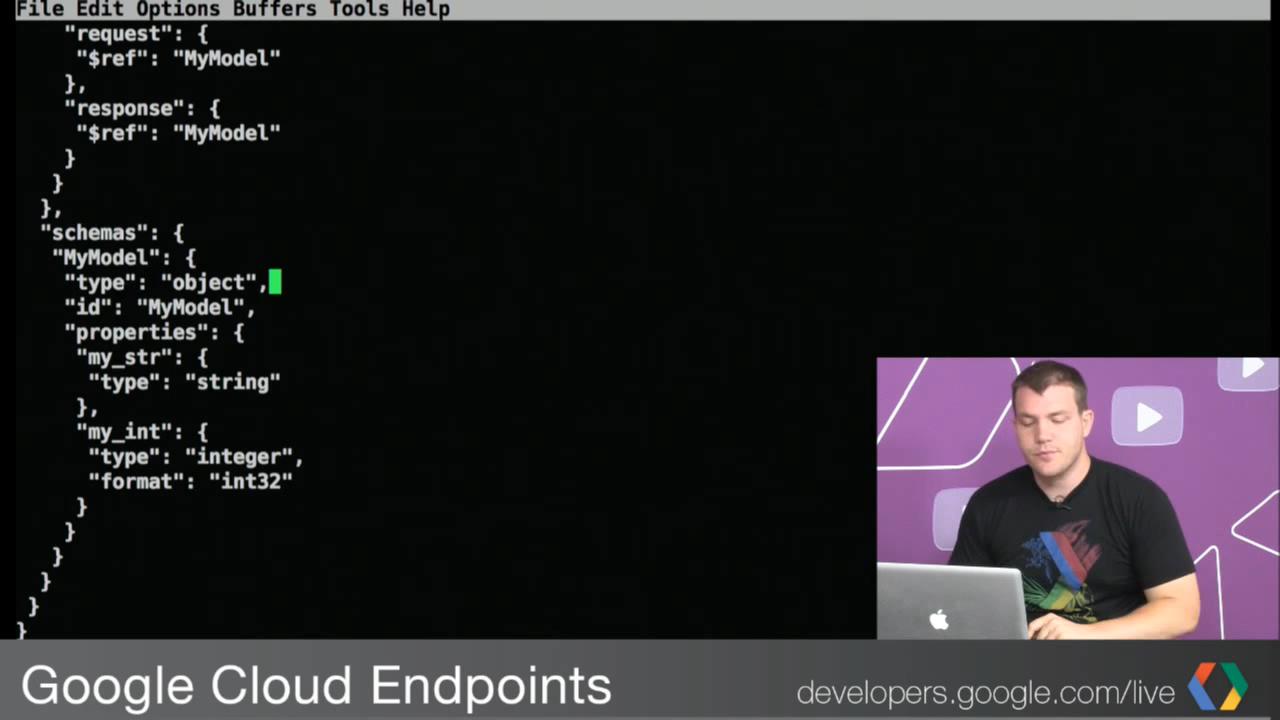 File Edit Options Buffers Tools Help
"request": {
"$ref": "MyModel"
},
"response": {
"$ref": "MyModel"
}
}
},
"schemas": {
"MyModel": {
"type": "object",
"id": "MyModel",
"properties": {
"my_str": {
"type": "string"
},
"my_int": {
"type": "integer",
"format": "int32"
}
}
}
}
}
}
Google Cloud Endpoints
developers.google.com/live